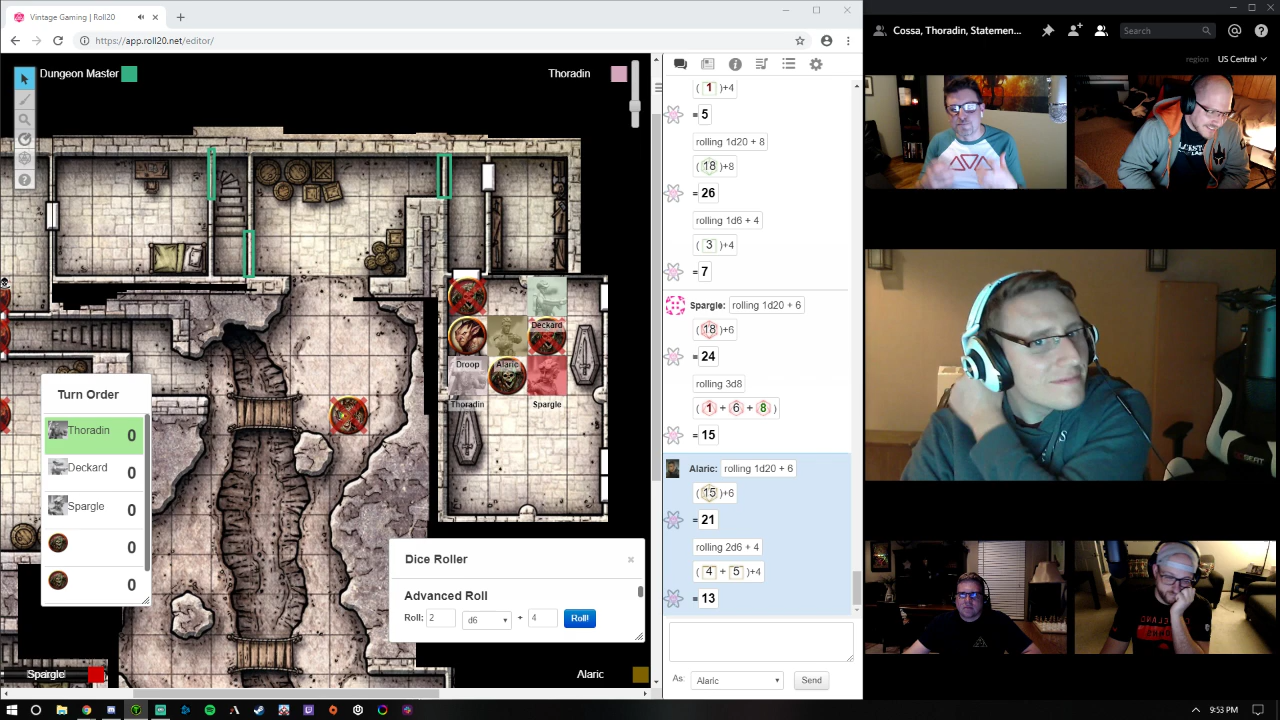 Vintage Gaming | Roll20
https://app.roll20.net/editor/
Dungeon Master
Thoradin
Deckard
Droop
Alaric
Thoradin
Spargle
Turn Order
Thoradin 0
Deckard 0
Spargle 0
0
0
Dice Roller
Advanced Roll
Roll: 2 d6 + 4 Roll!
Spargle
Alaric
( 1 )+4
= 5
rolling 1d20 + 8
( 18 )+8
= 26
rolling 1d6 + 4
( 3 )+4
= 7
Spargle: rolling 1d20 + 6
( 18 )+6
= 24
rolling 3d8
( 1 + 6 + 8 )
= 15
Alaric: rolling 1d20 + 6
( 15 )+6
= 21
rolling 2d6 + 4
( 4 + 5 )+4
= 13
As: Alaric Send
Cossa, Thoradin, Statemen...
Search
region US Central
9:53 PM